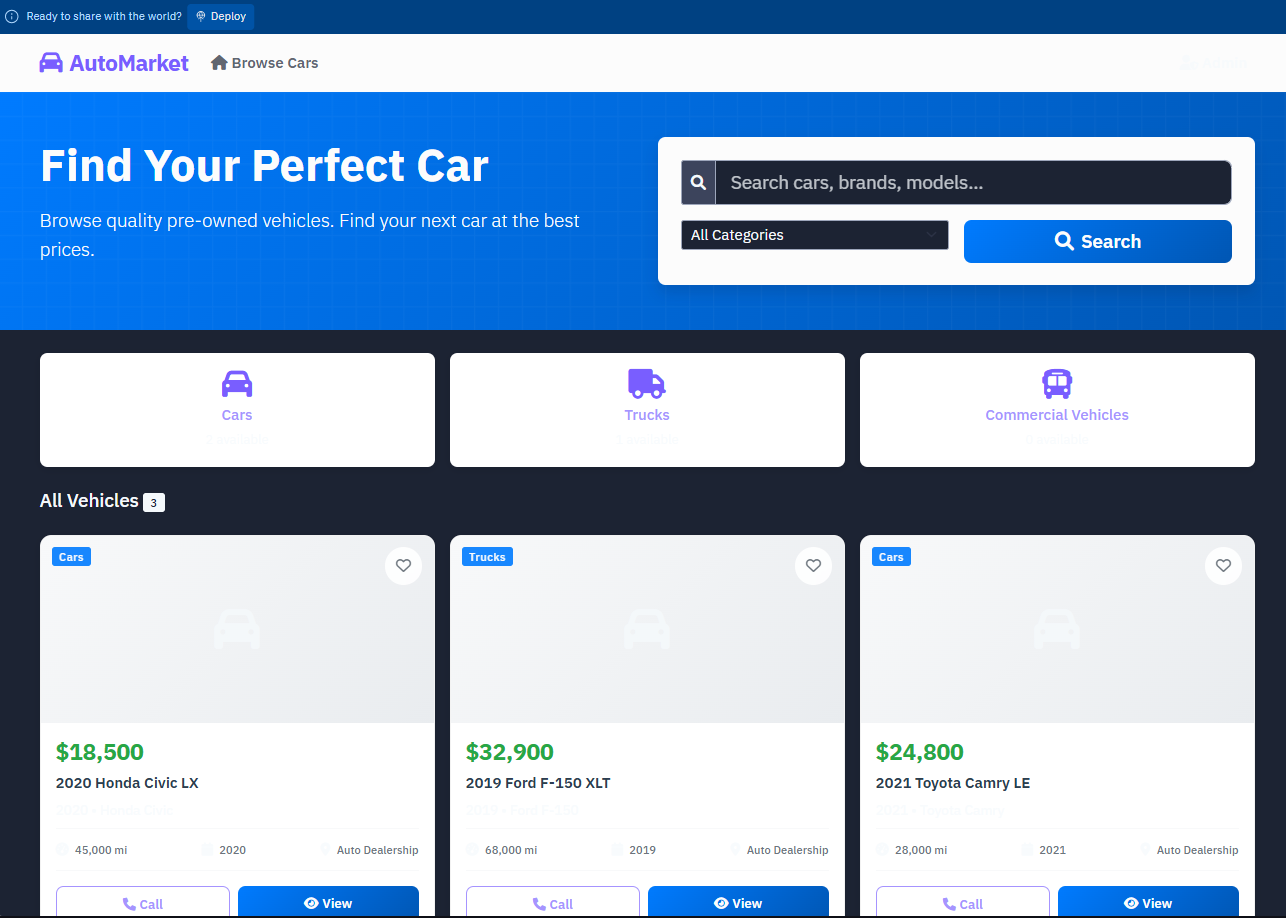 Ready to share with the world? Deploy
AutoMarket Browse Cars
Admin
Find Your Perfect Car
Browse quality pre-owned vehicles. Find your next car at the best
prices.
Search cars, brands, models...
All Categories
Search
Cars
available
Trucks
available
Commercial Vehicles
0 available
All Vehicles 3
Cars
$18,500
2020 Honda Civic LX
2020 • Honda Civic
45,000 mi 2020 Auto Dealership
Call View
Trucks
$32,900
2019 Ford F-150 XLT
2019 • Ford F-150
68,000 mi 2019 Auto Dealership
Call View
Cars
$24,800
2021 Toyota Camry LE
2021 • Toyota Camry
28,000 mi 2021 Auto Dealership
Call View